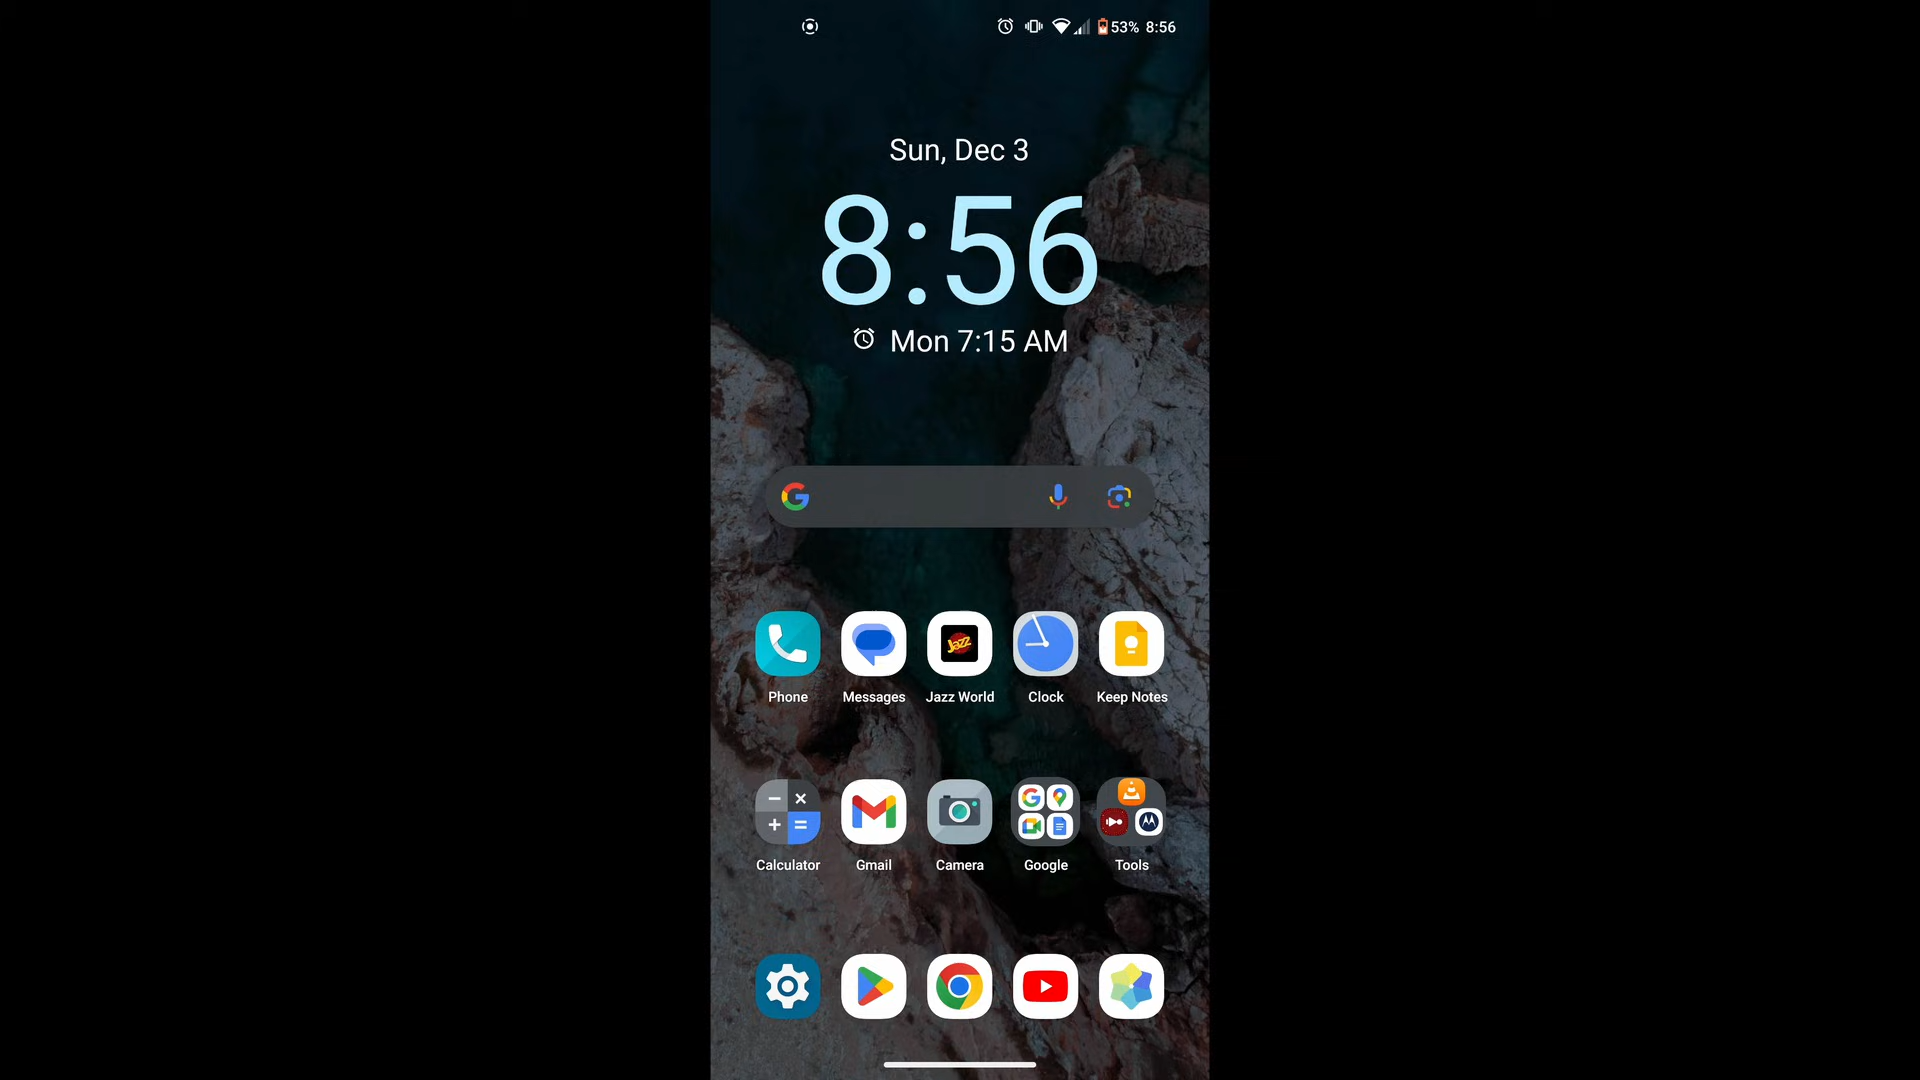 53% 8:56
Sun, Dec 3
8:56
Mon 7:15 AM
Phone Messages Jazz World Clock Keep Notes
Calculator Gmail Camera Google Tools